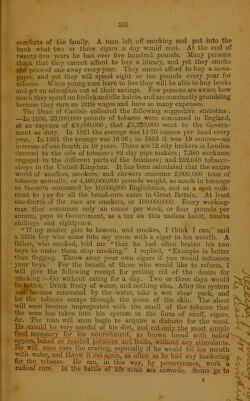 351
comforts of the family. A man left off smoking and put into the
bank what two or three cigars a day would cost. At the end of
twenty-five years he had over five hundred pounds. Many persons
think that they cannot afford to buy a library, and yet they smoke
the price of one away every year. They cannot afford to buy a news-
paper, and yet they will spend eight or ten pounds every year for
tobacco. When young men learn to live they will be able to buy books
and get an education out of their savings. Few persons are aware how
much they spend on foolish and idle habits, and are constantly grumbling
because they earn so little wages and have so many expenses.
The Dean of Carlisle collected the following suggestive statistics:
—In 1856, 33,000,000 pounds of tobacco were consumed in England,
at an expense of £8,000,000; that £5,220,000 went to the Govern-
ment as duty. In 1821 the average was 11·70 ounces per head every
year. In 1851 the average was 16·36; in 1853 it was 19 ounces—an
increase of one fourth in 10 years. There are 12 city brokers in London
devoted to the sale of tobacco; 82 clay pipe makers; 7,380 workmen
engaged in the different parts of the business; and 252,048 tobacco-
shops in the United Kingdom. It has been calculated that the entire
world of smokers, snuffers, and chewers consume 2,000,000 tons of
tobacco annually, or 4,480,000,000 pounds weight, as much in tonnage
as the corn consumed by 10,000,000 Englishmen, and at a cost suffi-
cient to pay for all the bread-corn eaten in Great Britain. At least
one-fourth of the race are smokers, or 100,000,000. Every working-
man that consumes only an ounce per week, or four pounds per
annum, pays to Government, as a tax on this useless habit, twelve
shillings and eightpence.
"If my master gets to heaven, and smokes, I think I can," said
a little boy who came into my room with a cigar in his mouth. A
father, who smoked, told me "that he had often beaten his two
boys to make them stop smoking." I replied, "Example is better
than flogging. Throw away your own cigars if you would influence
your boys." For the benefit of those who would like to reform, I
will give the following receipt for getting rid of the desire for
smoking:—Go without eating for a day. Two or three days would
be better. Drink freely of water, and nothing else. After the system
has become renovated by the water, take a wet sheet pack, and
let the tobacco escape through the pores of the skin. The sheet
will soon become impregnated with the smell of the tobacco that
the man has taken into his system in the form of snuff, cigar,
&c. The man will soon begin to acquire a distaste for the weed.
He should be very careful of his diet, and eat only the most simple
food necessary for his nourishment, as brown bread with baked
apples, baked or roasted potatoes and fruits, without any stimulants.
He will soon cure the craving, especially if he would fill his mouth
with water, and throw it out again, as often as he had any hankering
for the tobacco. He can, in this way, by perseverance, work a
radical cure. In the battle of life some are cowards. Some go to